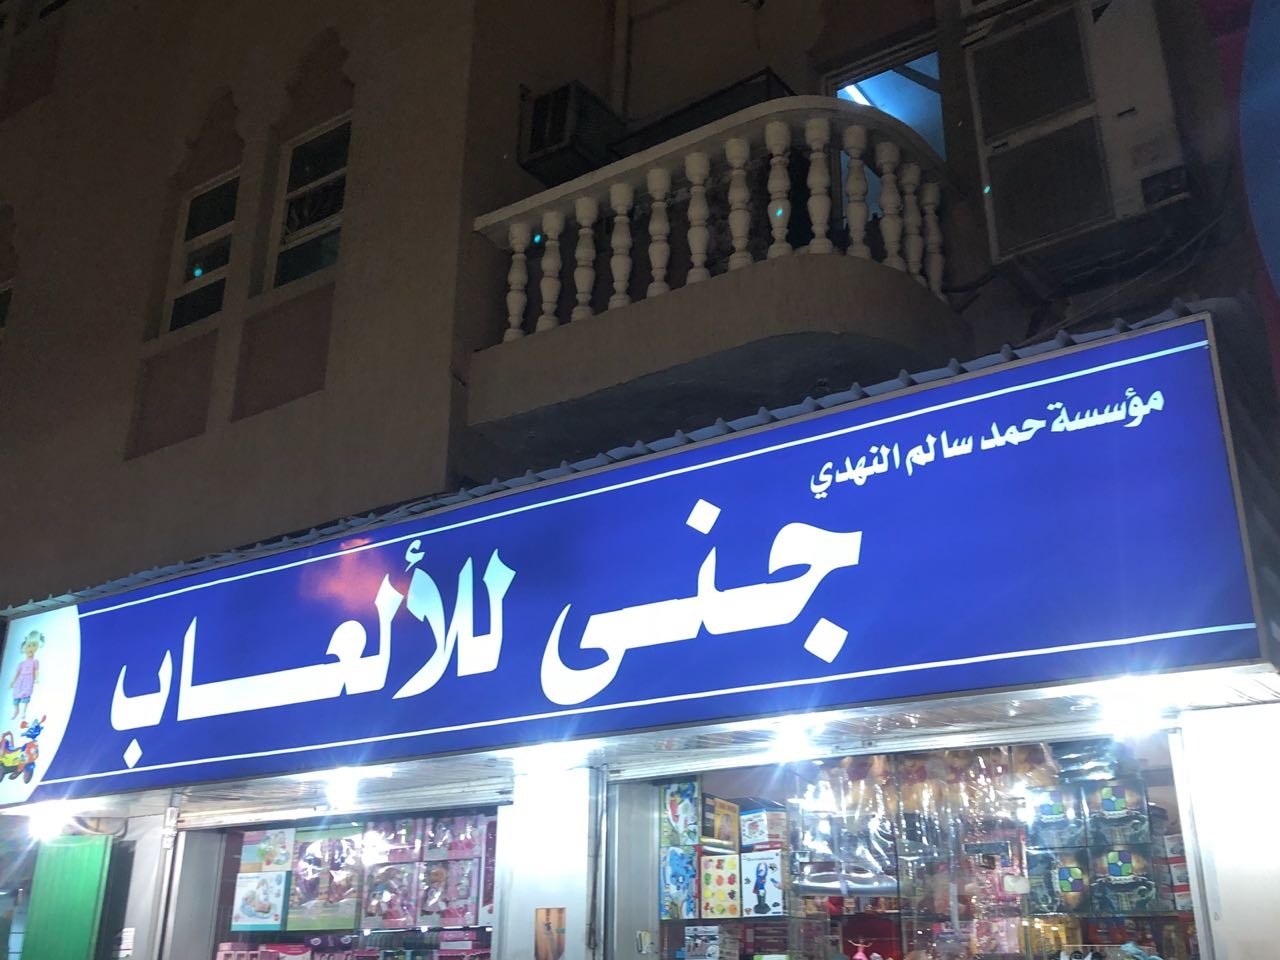 مؤسسة حمد سالم النهدي
جنى للألعاب